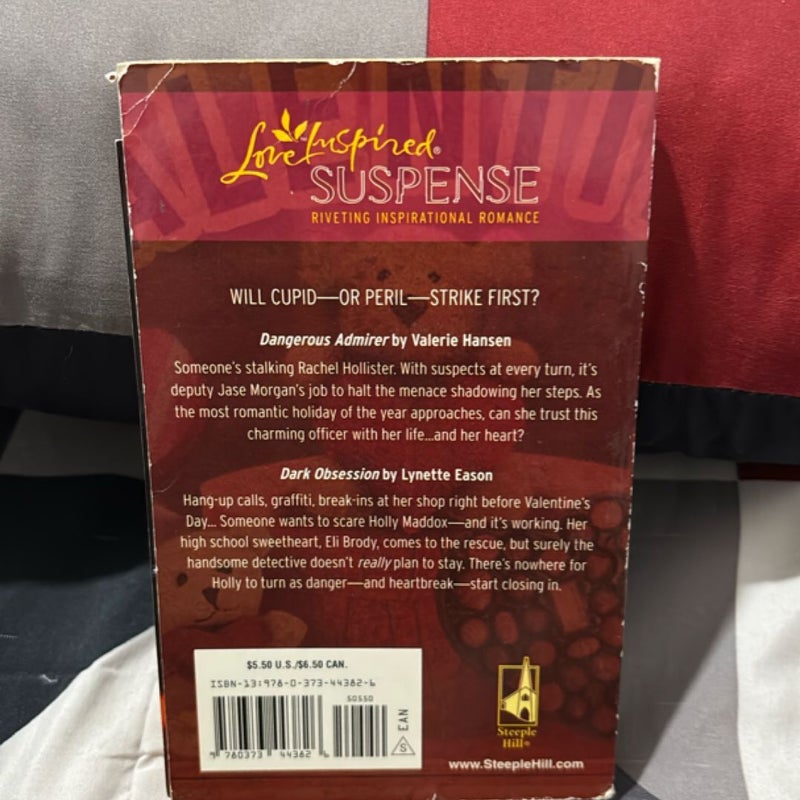 Love Inspired®
SUSPENSE
RIVETING INSPIRATIONAL ROMANCE
WILL CUPID—OR PERIL—STRIKE FIRST?
Dangerous Admirer by Valerie Hansen
Someone's stalking Rachel Hollister. With suspects at every turn, it's
deputy Jase Morgan's job to halt the menace shadowing her steps. As
the most romantic holiday of the year approaches, can she trust this
charming officer with her life...and her heart?
Dark Obsession by Lynette Eason
Hang-up calls, graffiti, break-ins at her shop right before Valentine's
Day... Someone wants to scare Holly Maddox—and it's working. Her
high school sweetheart, Eli Brody, comes to the rescue, but surely the
handsome detective doesn't really plan to stay. There's nowhere for
Holly to turn as danger—and heartbreak—start closing in.
$5.50 U.S./$6.50 CAN.
ISBN-13:978-0-373-44382-6
50550
9 780373 443826
EAN
S
Steeple
Hill®
www.SteepleHill.com